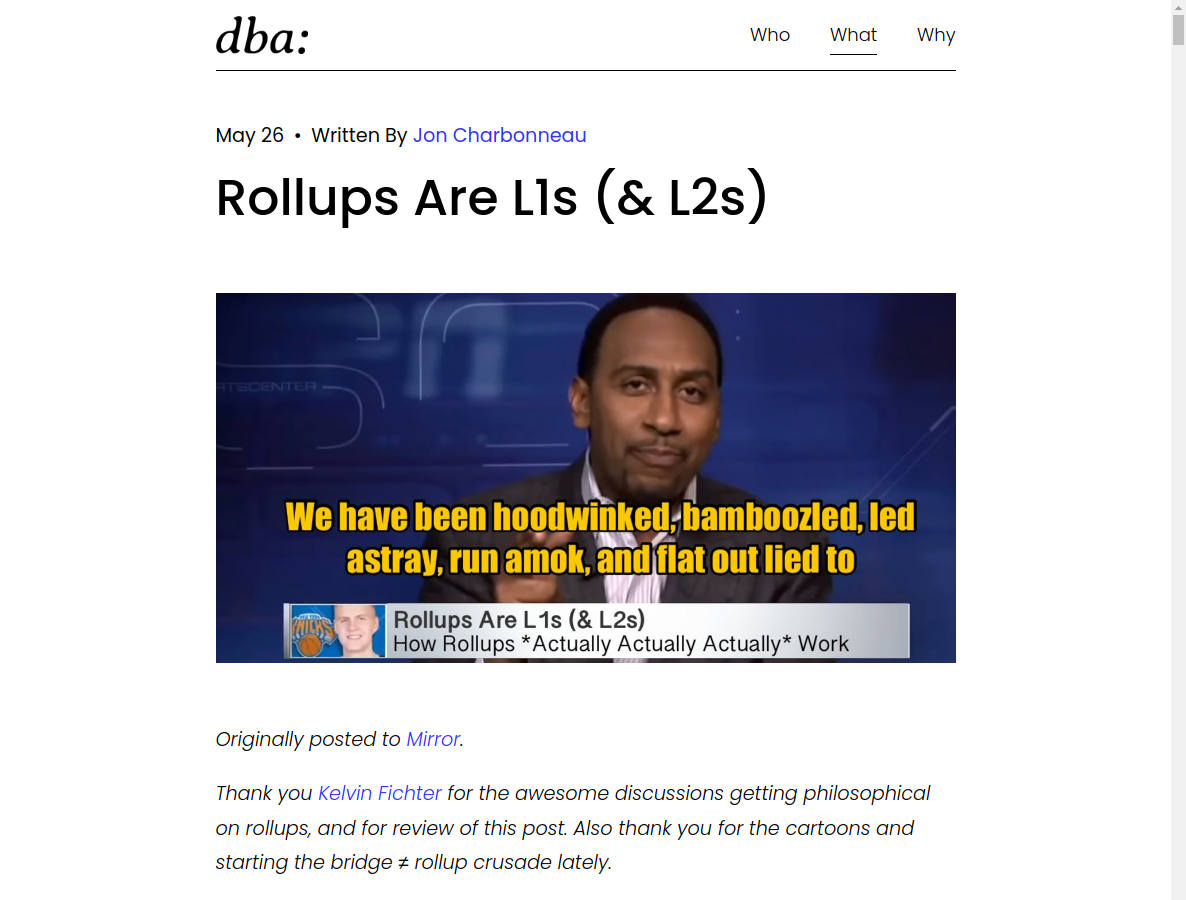 dba:
Who What Why
May 26 • Written By Jon Charbonneau
Rollups Are L1s (& L2s)
RTSCENTER
We have been hoodwinked, bamboozled, led
astray, run amok, and flat out lied to
KNICKS
Rollups Are L1s (& L2s)
How Rollups *Actually Actually Actually* Work
Originally posted to Mirror.
Thank you Kelvin Fichter for the awesome discussions getting philosophical
on rollups, and for review of this post. Also thank you for the cartoons and
starting the bridge ≠ rollup crusade lately.